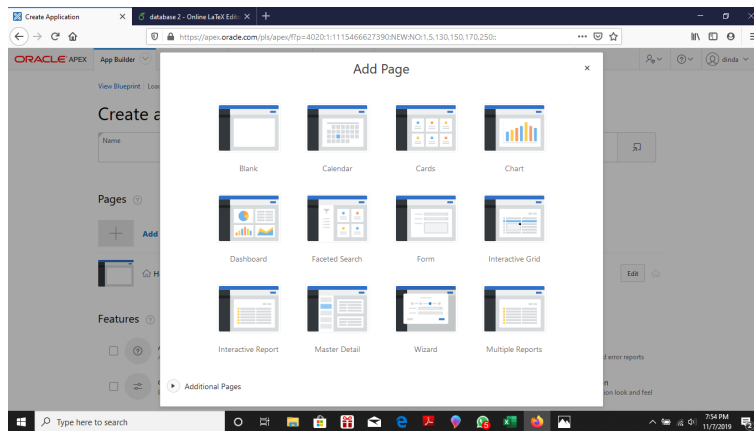 Create Application
database 2 - Online LaTeX Edito
https://apex.oracle.com/pls/apex/f?p=4020:1:1115466627390:NEW:NO:1.5.130,150,170.250::
ORACLE APEX App Builder
dinda
View Blueprint
Create a
Name
Pages
Add
Edit
Features
d error reports
ion look and feel
Add Page
Blank Calendar Cards Chart
Dashboard Faceted Search Form Interactive Grid
Interactive Report Master Detail Wizard Multiple Reports
Additional Pages
Type here to search
7:54 PM
11/7/2019